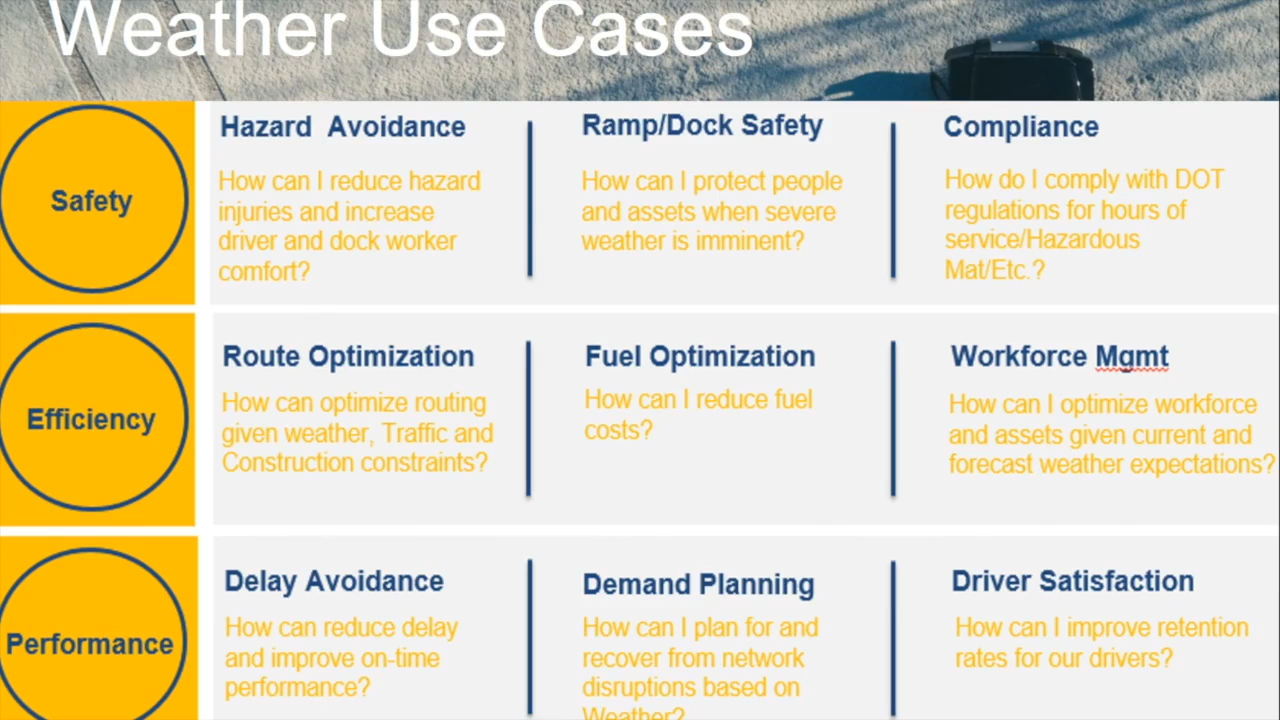 Weather Use Cases
Safety
Hazard Avoidance
How can I reduce hazard
injuries and increase
driver and dock worker
comfort?
Ramp/Dock Safety
How can I protect people
and assets when severe
weather is imminent?
Compliance
How do I comply with DOT
regulations for hours of
service/Hazardous
Mat/Etc.?
Efficiency
Route Optimization
How can optimize routing
given weather, Traffic and
Construction constraints?
Fuel Optimization
How can I reduce fuel
costs?
Workforce Mgmt
How can I optimize workforce
and assets given current and
forecast weather expectations?
Performance
Delay Avoidance
How can reduce delay
and improve on-time
performance?
Demand Planning
How can I plan for and
recover from network
disruptions based on
Weather?
Driver Satisfaction
How can I improve retention
rates for our drivers?